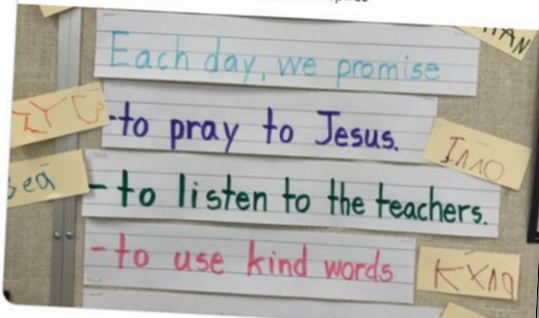 Each day, we promise
-to pray to Jesus.
-to listen to the teachers.
-to use kind words